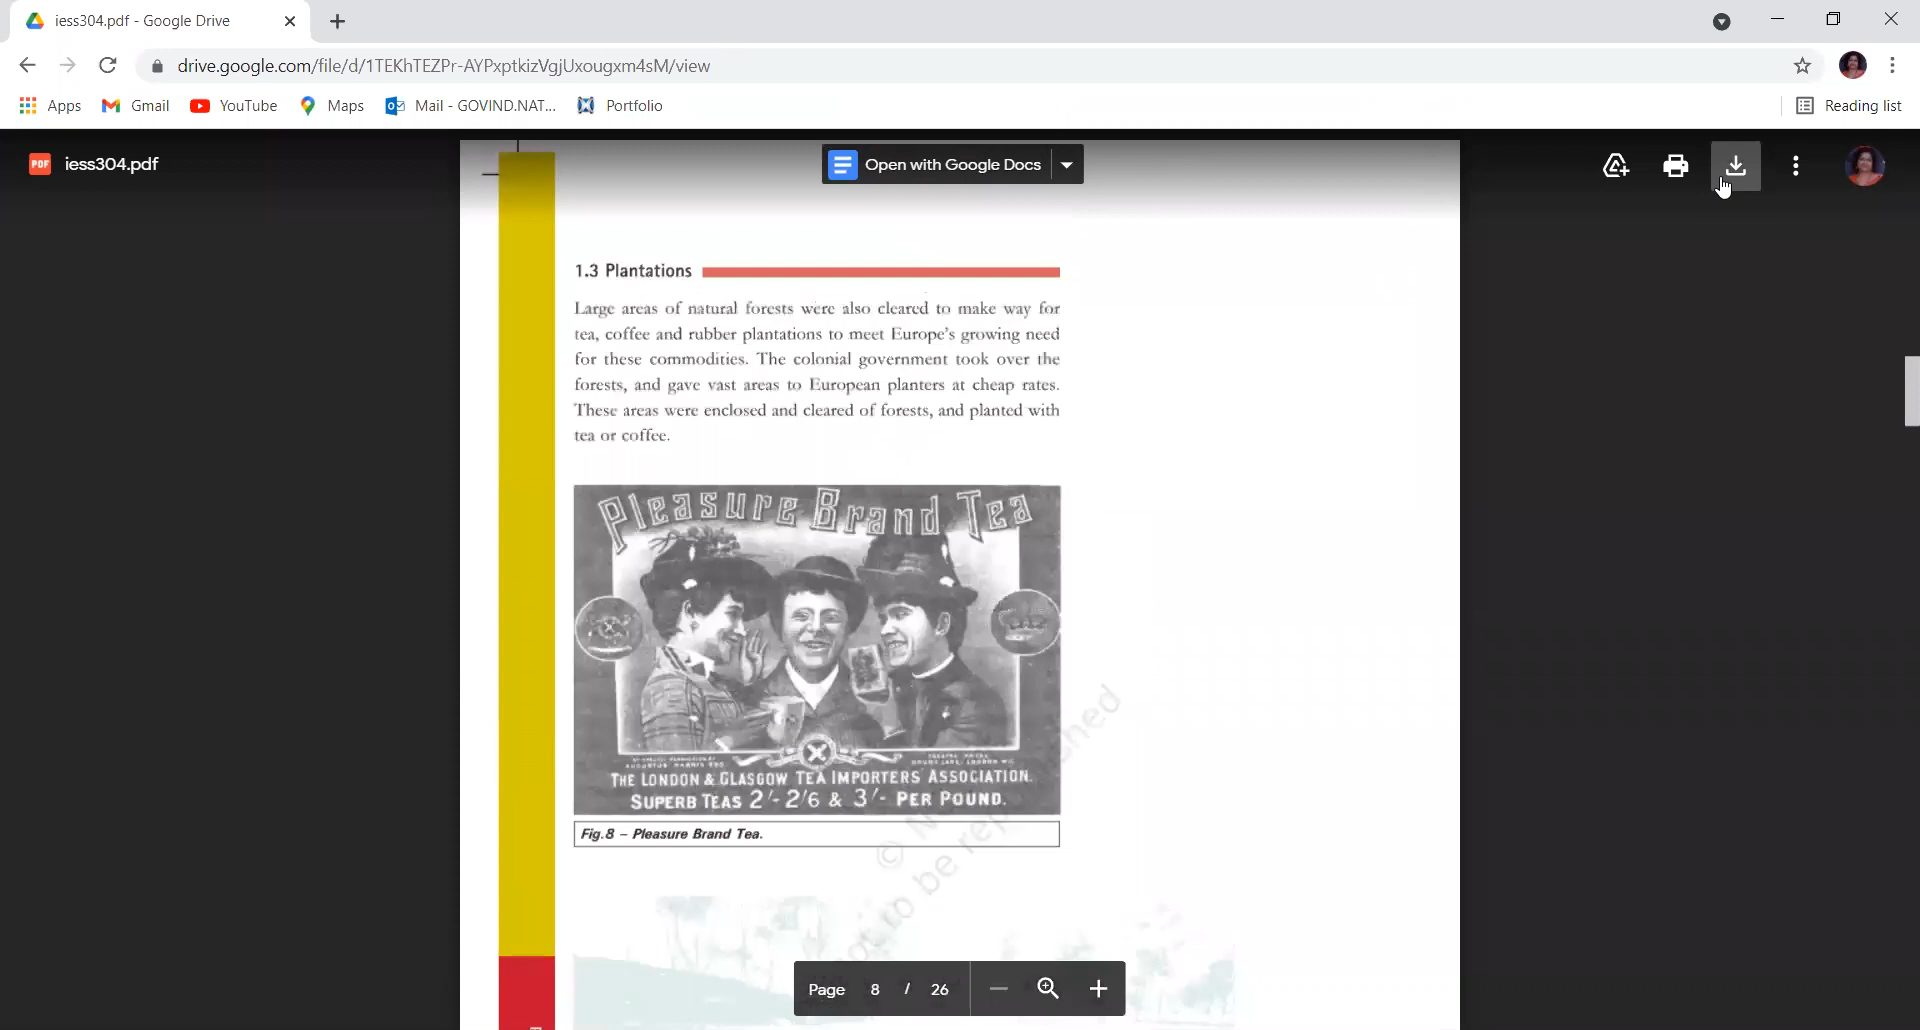 iess304.pdf - Google Drive
drive.google.com/file/d/1TEKhTEZPr-AYPxptkizVgjUxougxm4sM/view
Apps Gmail YouTube Maps Mail - GOVIND.NAT... Portfolio Reading list
PDF iess304.pdf
Open with Google Docs
1.3 Plantations
Large areas of natural forests were also cleared to make way for
tea, coffee and rubber plantations to meet Europe's growing need
for these commodities. The colonial government took over the
forests, and gave vast areas to European planters at cheap rates.
These areas were enclosed and cleared of forests, and planted with
tea or coffee.
Pleasure Brand Tea
THE LONDON & GLASGOW TEA IMPORTERS' ASSOCIATION.
SUPERB TEAS 2/- 2/6 & 3/- PER POUND.
Fig.8 – Pleasure Brand Tea.
Page 8 / 26